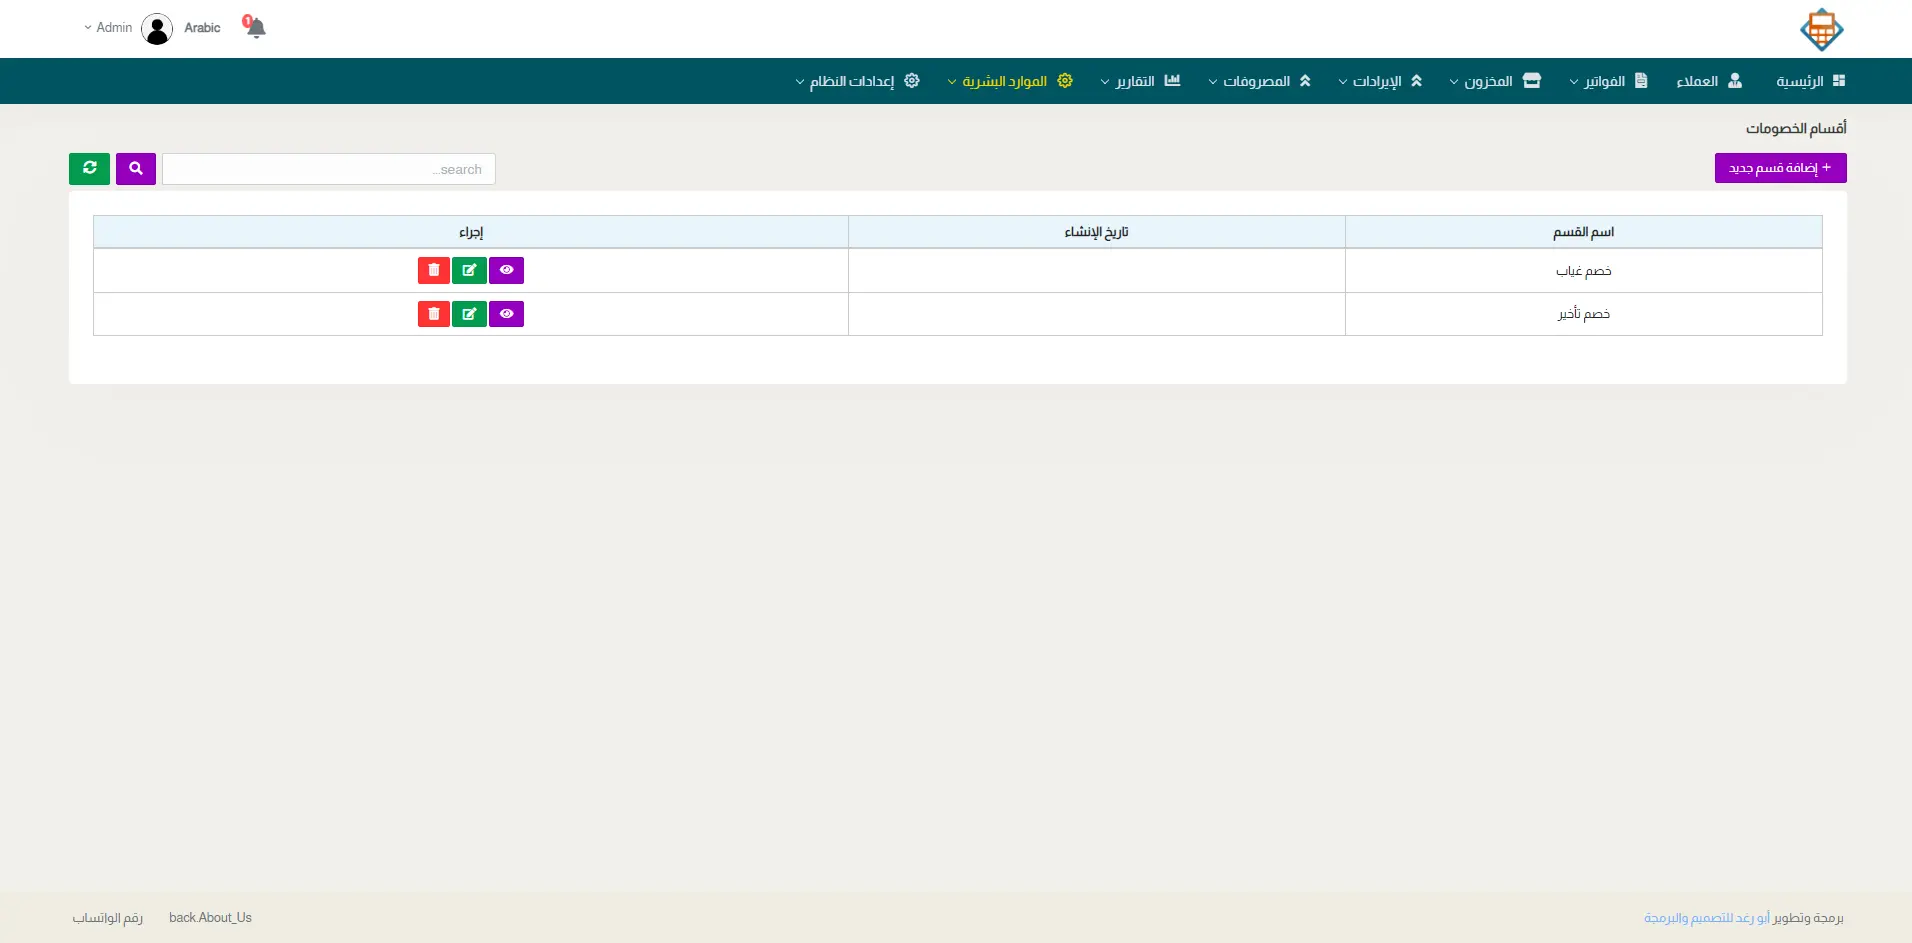 Arabic
Admin
1
الرئيسية
العملاء
الفواتير
المخزون
الإيرادات
المصروفات
التقارير
الموارد البشرية
إعدادات النظام
أقسام الخصومات
+ إضافة قسم جديد
search...
اسم القسم تاريخ الإنشاء إجراء
خصم غياب
خصم تأخير
برمجة وتطوير أبو رغد للتصميم والبرمجة
back.About_Us
رقم الواتساب